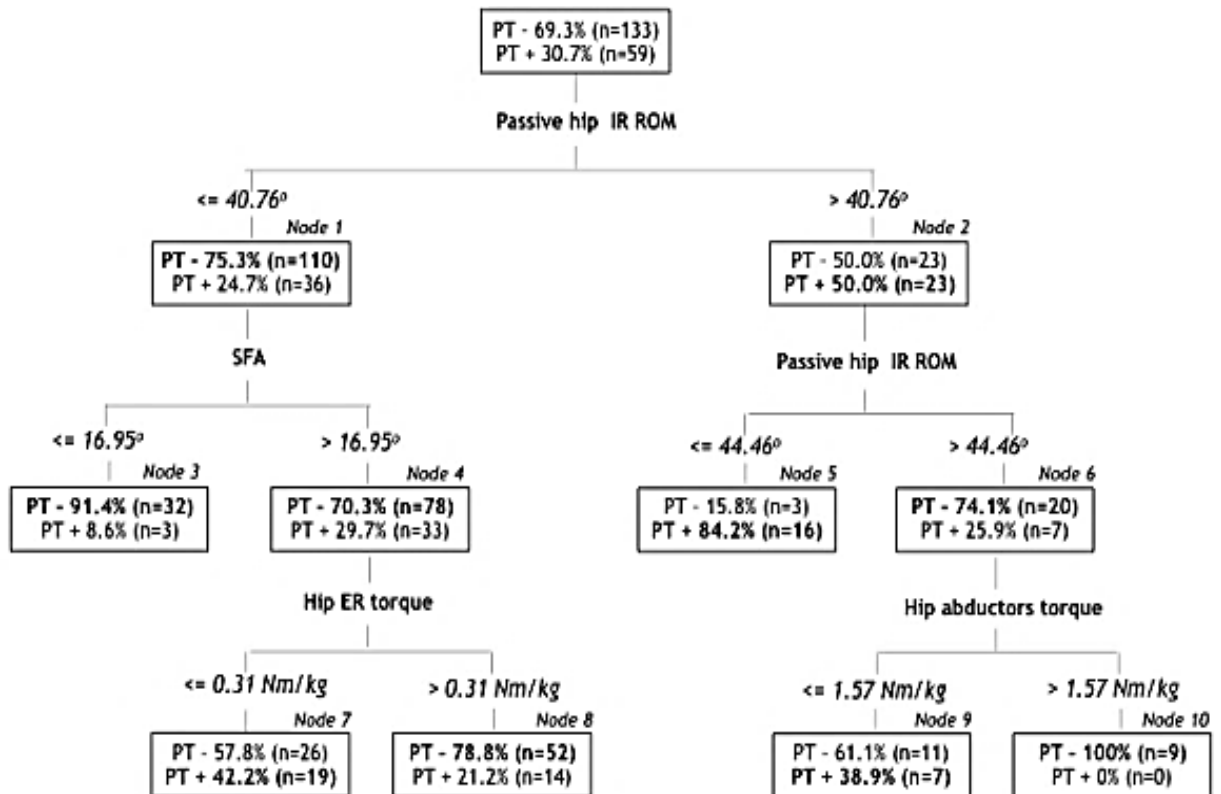 PT - 69.3% (n=133)
PT + 30.7% (n=59)
Passive hip IR ROM
<= 40.76º
> 40.76º
Node 1
Node 2
PT - 75.3% (n=110)
PT + 24.7% (n=36)
PT - 50.0% (n=23)
PT + 50.0% (n=23)
SFA
Passive hip IR ROM
<= 16.95º
> 16.95º
<= 44.46º
> 44.46º
Node 3
Node 4
Node 5
Node 6
PT - 91.4% (n=32)
PT + 8.6% (n=3)
PT - 70.3% (n=78)
PT + 29.7% (n=33)
PT - 15.8% (n=3)
PT + 84.2% (n=16)
PT - 74.1% (n=20)
PT + 25.9% (n=7)
Hip ER torque
Hip abductors torque
<= 0.31 Nm/kg
> 0.31 Nm/kg
<= 1.57 Nm/kg
> 1.57 Nm/kg
Node 7
Node 8
Node 9
Node 10
PT - 57.8% (n=26)
PT + 42.2% (n=19)
PT - 78.8% (n=52)
PT + 21.2% (n=14)
PT - 61.1% (n=11)
PT + 38.9% (n=7)
PT - 100% (n=9)
PT + 0% (n=0)